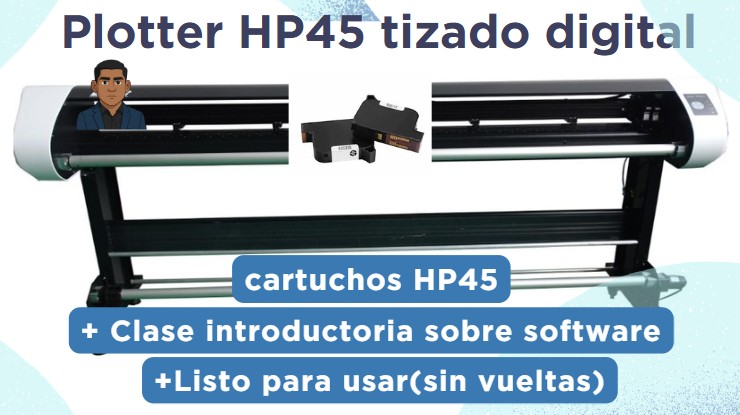 Plotter HP45 tizado digital
cartuchos HP45
+ Clase introductoria sobre software
+Listo para usar(sin vueltas)